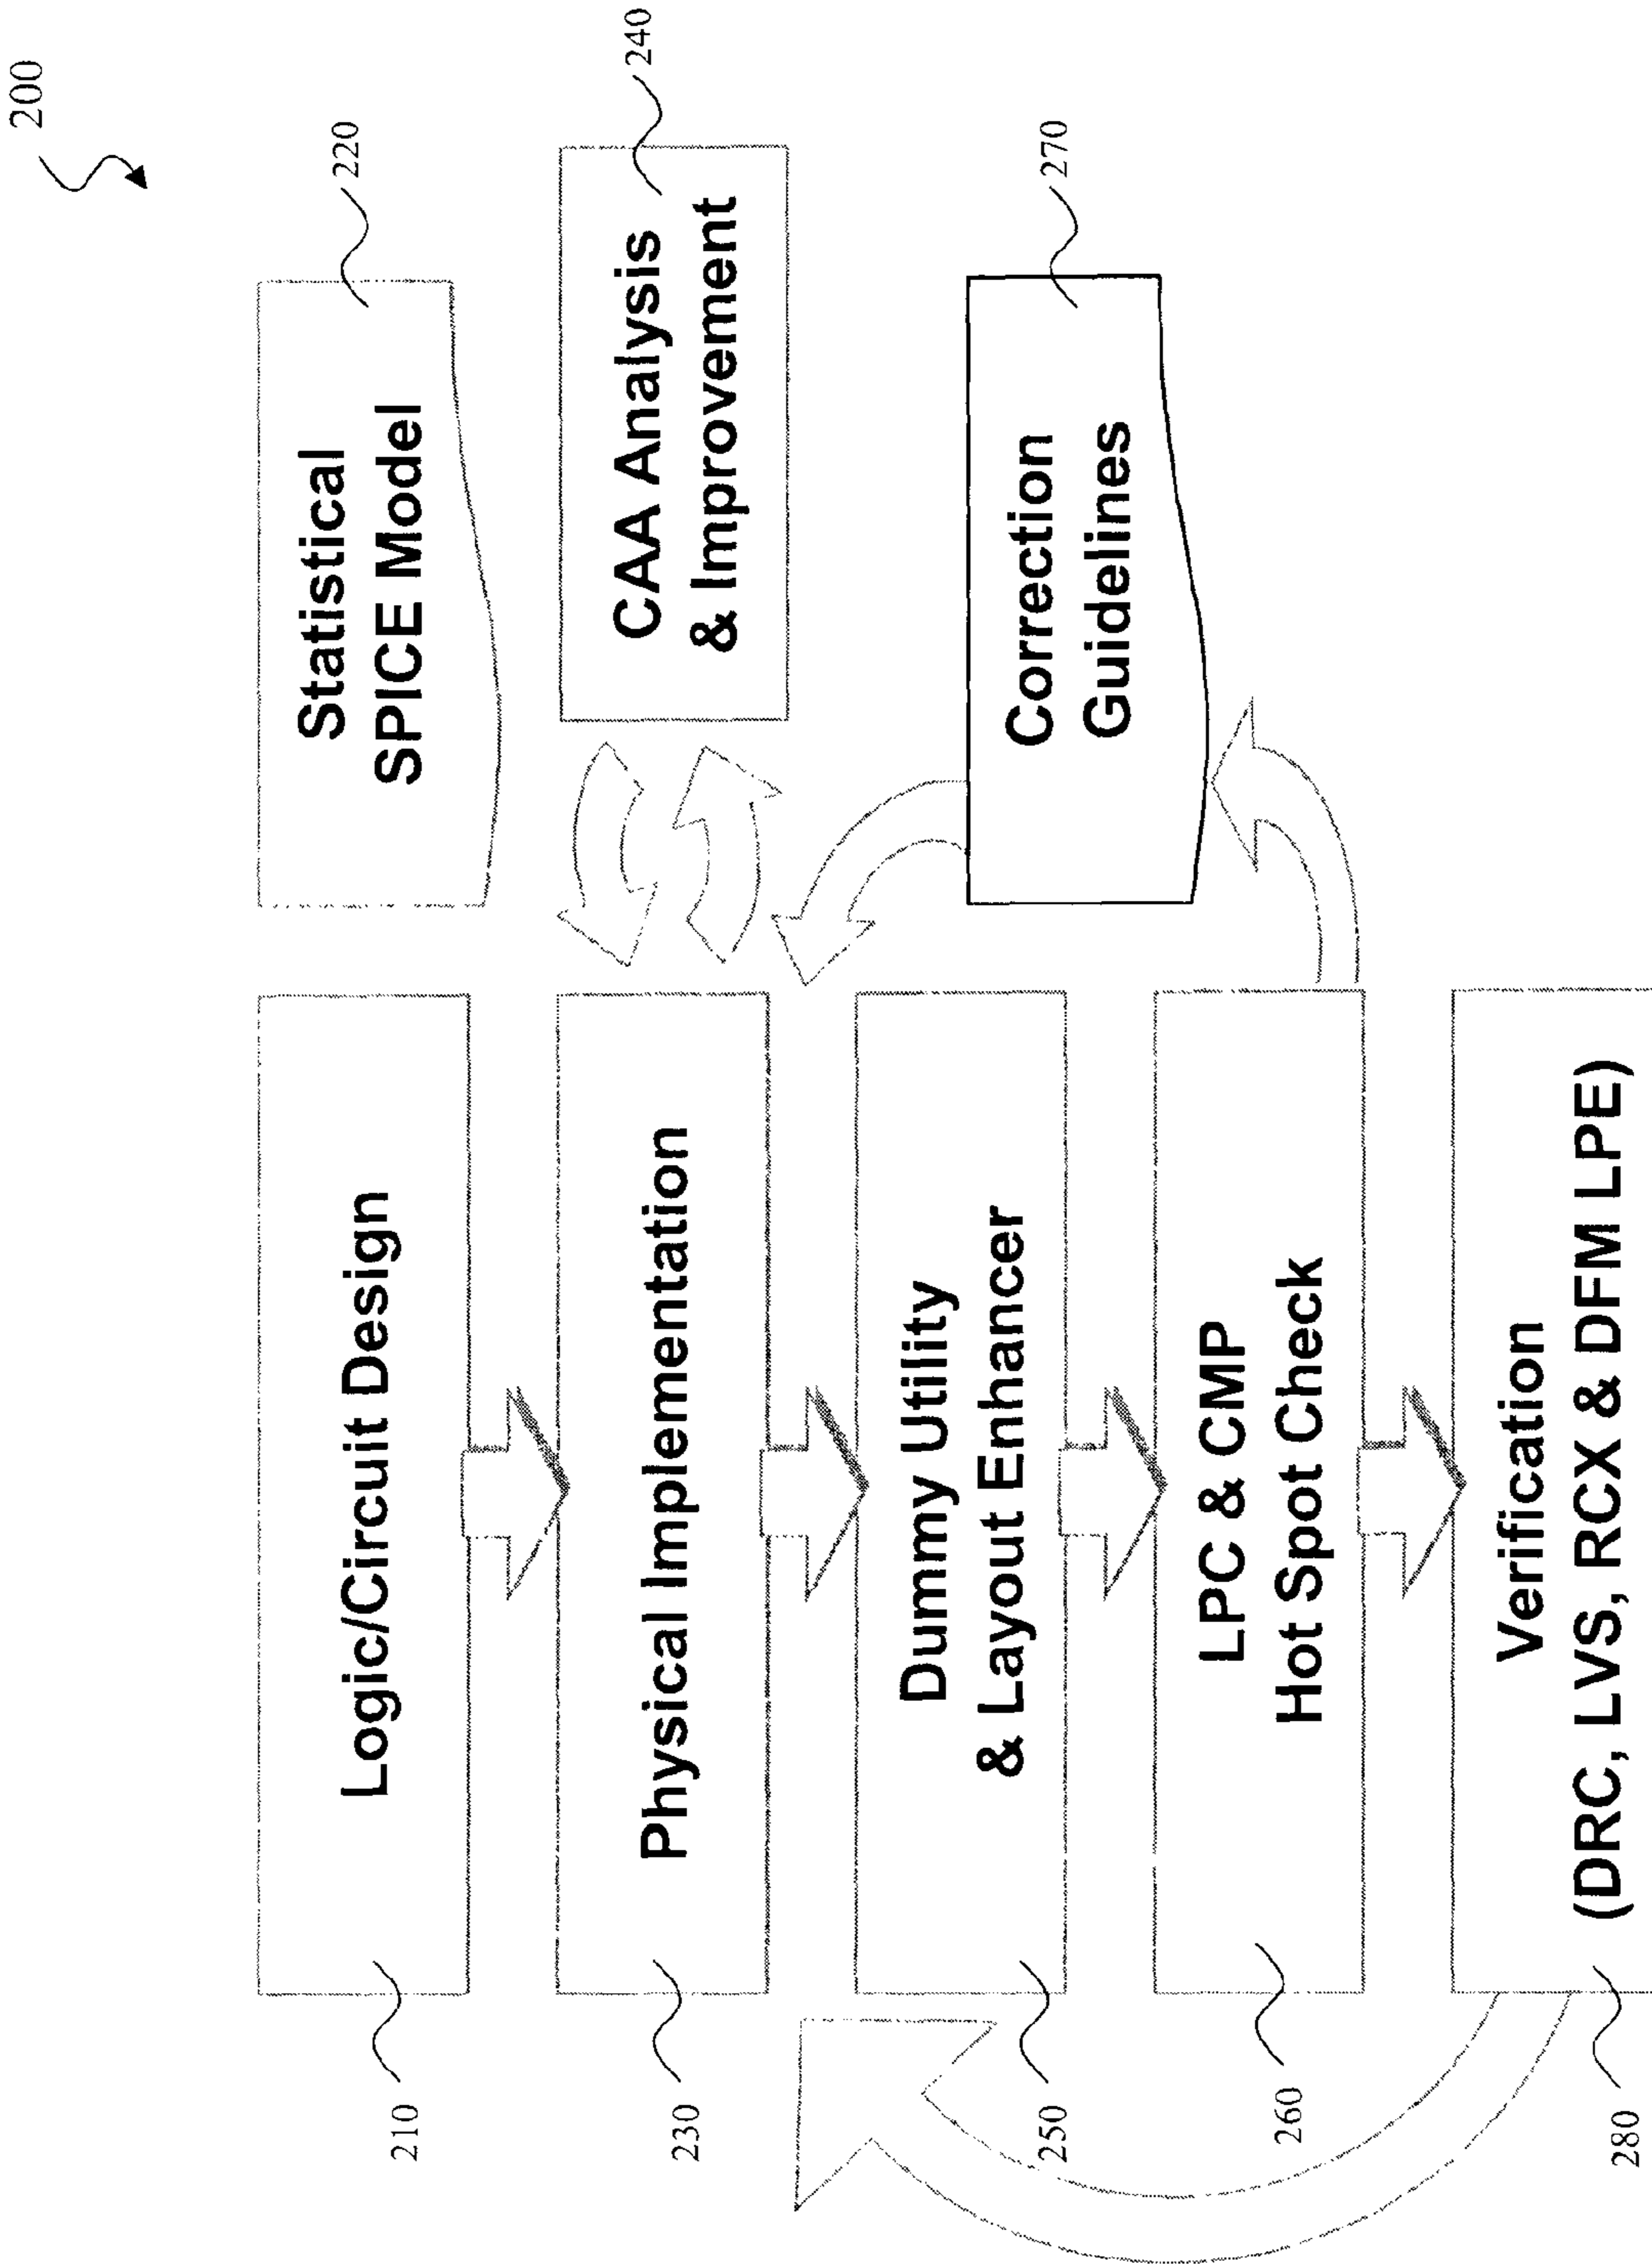 200
Logic/Circuit Design
210
Statistical
SPICE Model
220
Physical Implementation
230
CAA Analysis
& Improvement
240
Dummy Utility
& Layout Enhancer
250
LPC & CMP
Hot Spot Check
260
Correction
Guidelines
270
Verification
(DRC, LVS, RCX & DFM LPE)
280